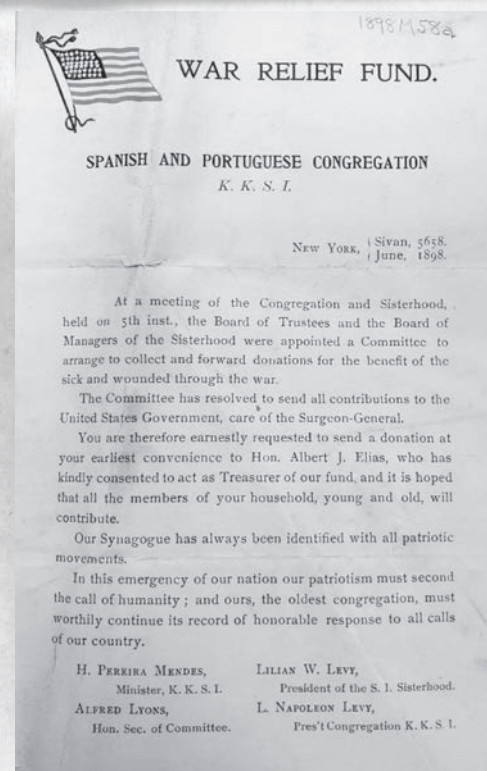 1898M58a
WAR RELIEF FUND.
SPANISH AND PORTUGUESE CONGREGATION
K. K. S. I.
NEW YORK, { Sivan, 5658.
{ June, 1898.
At a meeting of the Congregation and Sisterhood,
held on 5th inst., the Board of Trustees and the Board of
Managers of the Sisterhood were appointed a Committee to
arrange to collect and forward donations for the benefit of the
sick and wounded through the war.
The Committee has resolved to send all contributions to the
United States Government, care of the Surgeon-General.
You are therefore earnestly requested to send a donation at
your earliest convenience to Hon. Albert J. Elias, who has
kindly consented to act as Treasurer of our fund, and it is hoped
that all the members of your household, young and old, will
contribute.
Our Synagogue has always been identified with all patriotic
movements.
In this emergency of our nation our patriotism must second
the call of humanity ; and ours, the oldest congregation, must
worthily continue its record of honorable response to all calls
of our country.
H. PEREIRA MENDES,
Minister, K. K. S. I.
LILIAN W. LEVY,
President of the S. I. Sisterhood.
ALFRED LYONS,
Hon. Sec. of Committee.
L. NAPOLEON LEVY,
Pres't Congregation K. K. S. I.